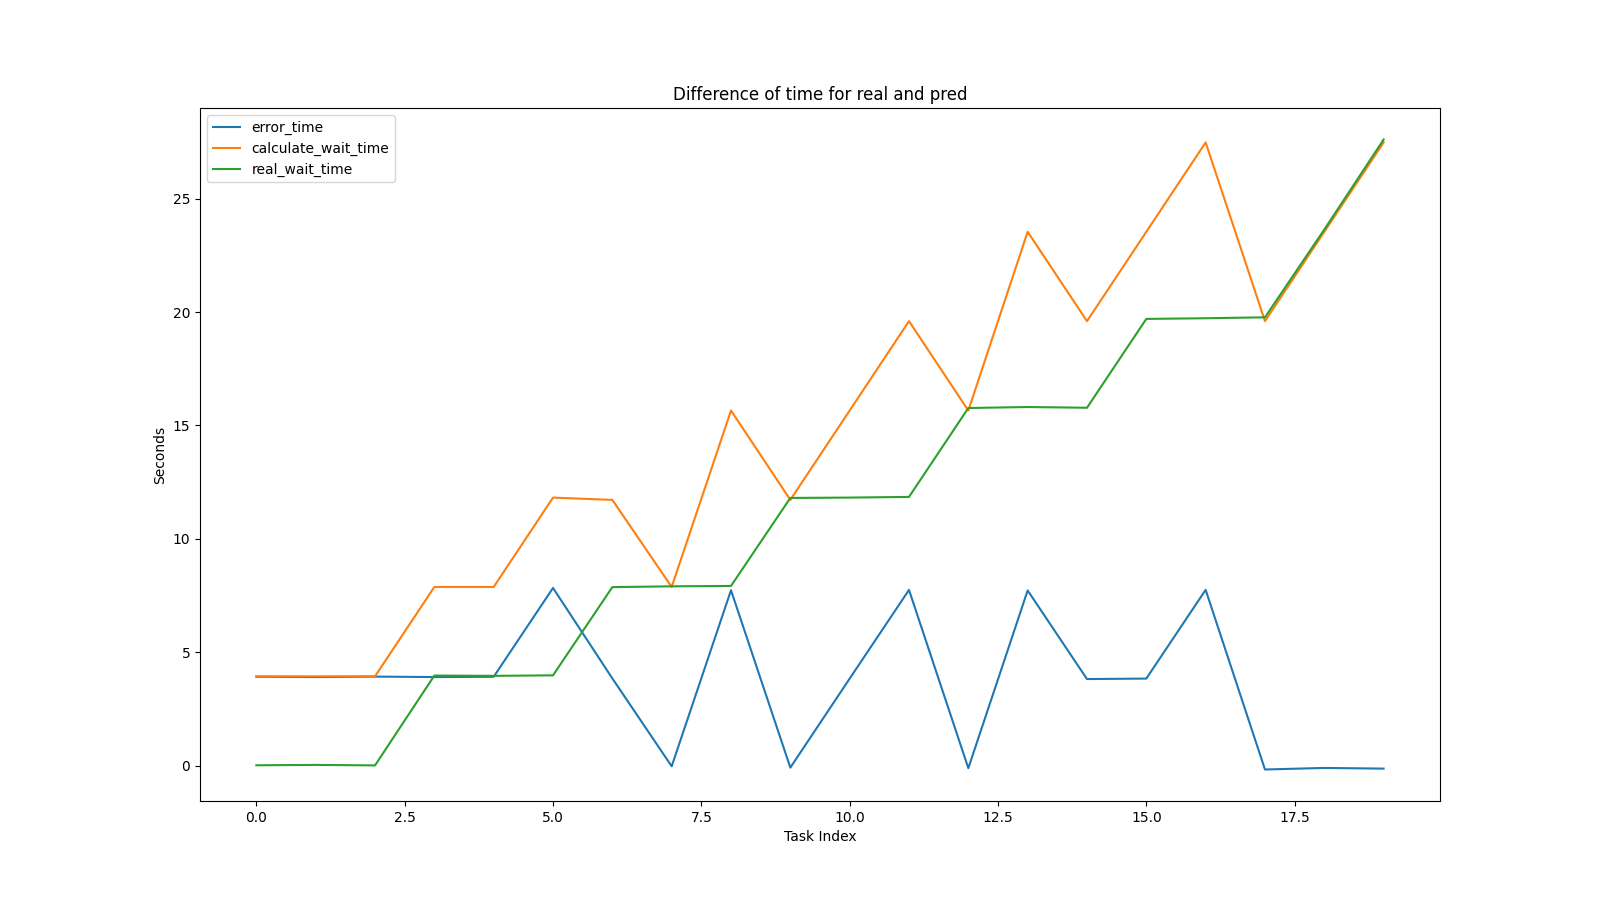 Difference of time for real and pred
error_time
calculate_wait_time
real_wait_time
25
20
15
10
5
0
Seconds
0.0 2.5 5.0 7.5 10.0 12.5 15.0 17.5
Task Index